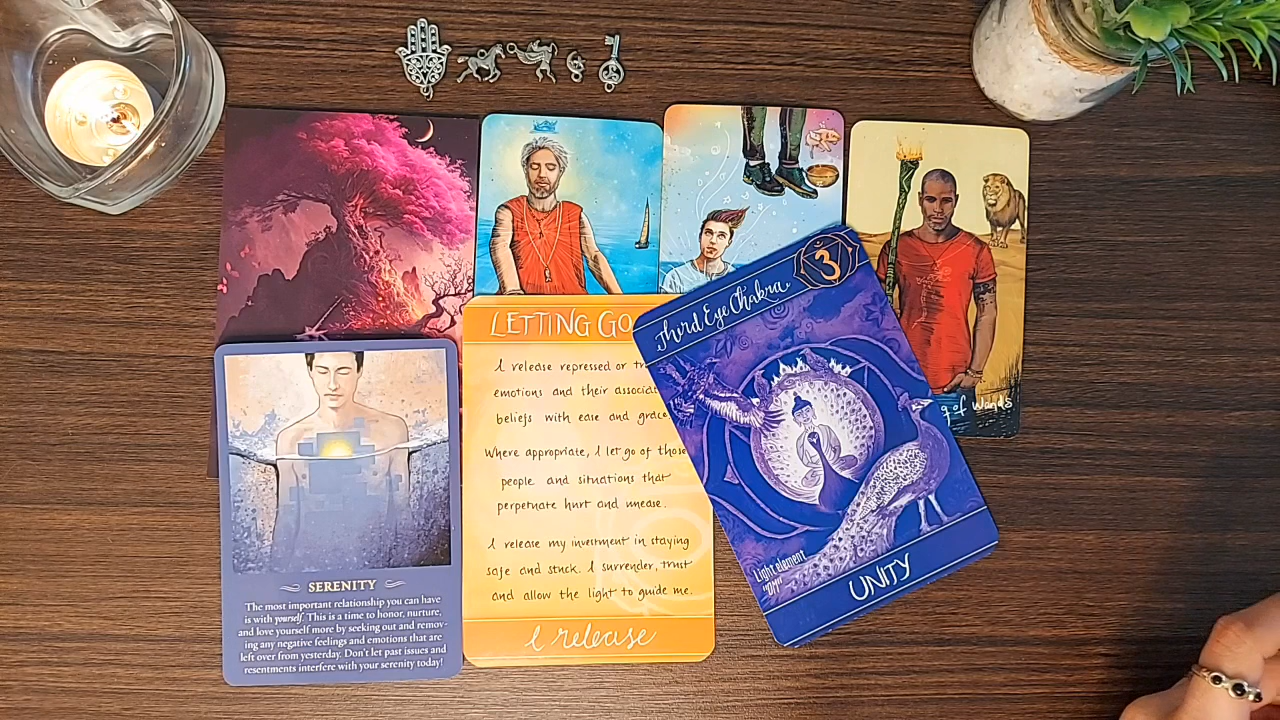 LETTING GO
I release repressed or
emotions and their
beliefs with ease and grace
Where appropriate, I let go of those
people and situations that
perpetuate hurt and unease.
I release my investment in staying
safe and stuck. I surrender, trust
and allow the light to guide me.
I release
Third Eye Chakra
3
Light element
"OM"
UNITY
of Wands
SERENITY
The most important relationship you can have
is with yourself. This is a time to honor, nurture,
and love yourself more by seeking out and remov-
ing any negative feelings and emotions that are
left over from yesterday. Don't let past issues and
resentments interfere with your serenity today!